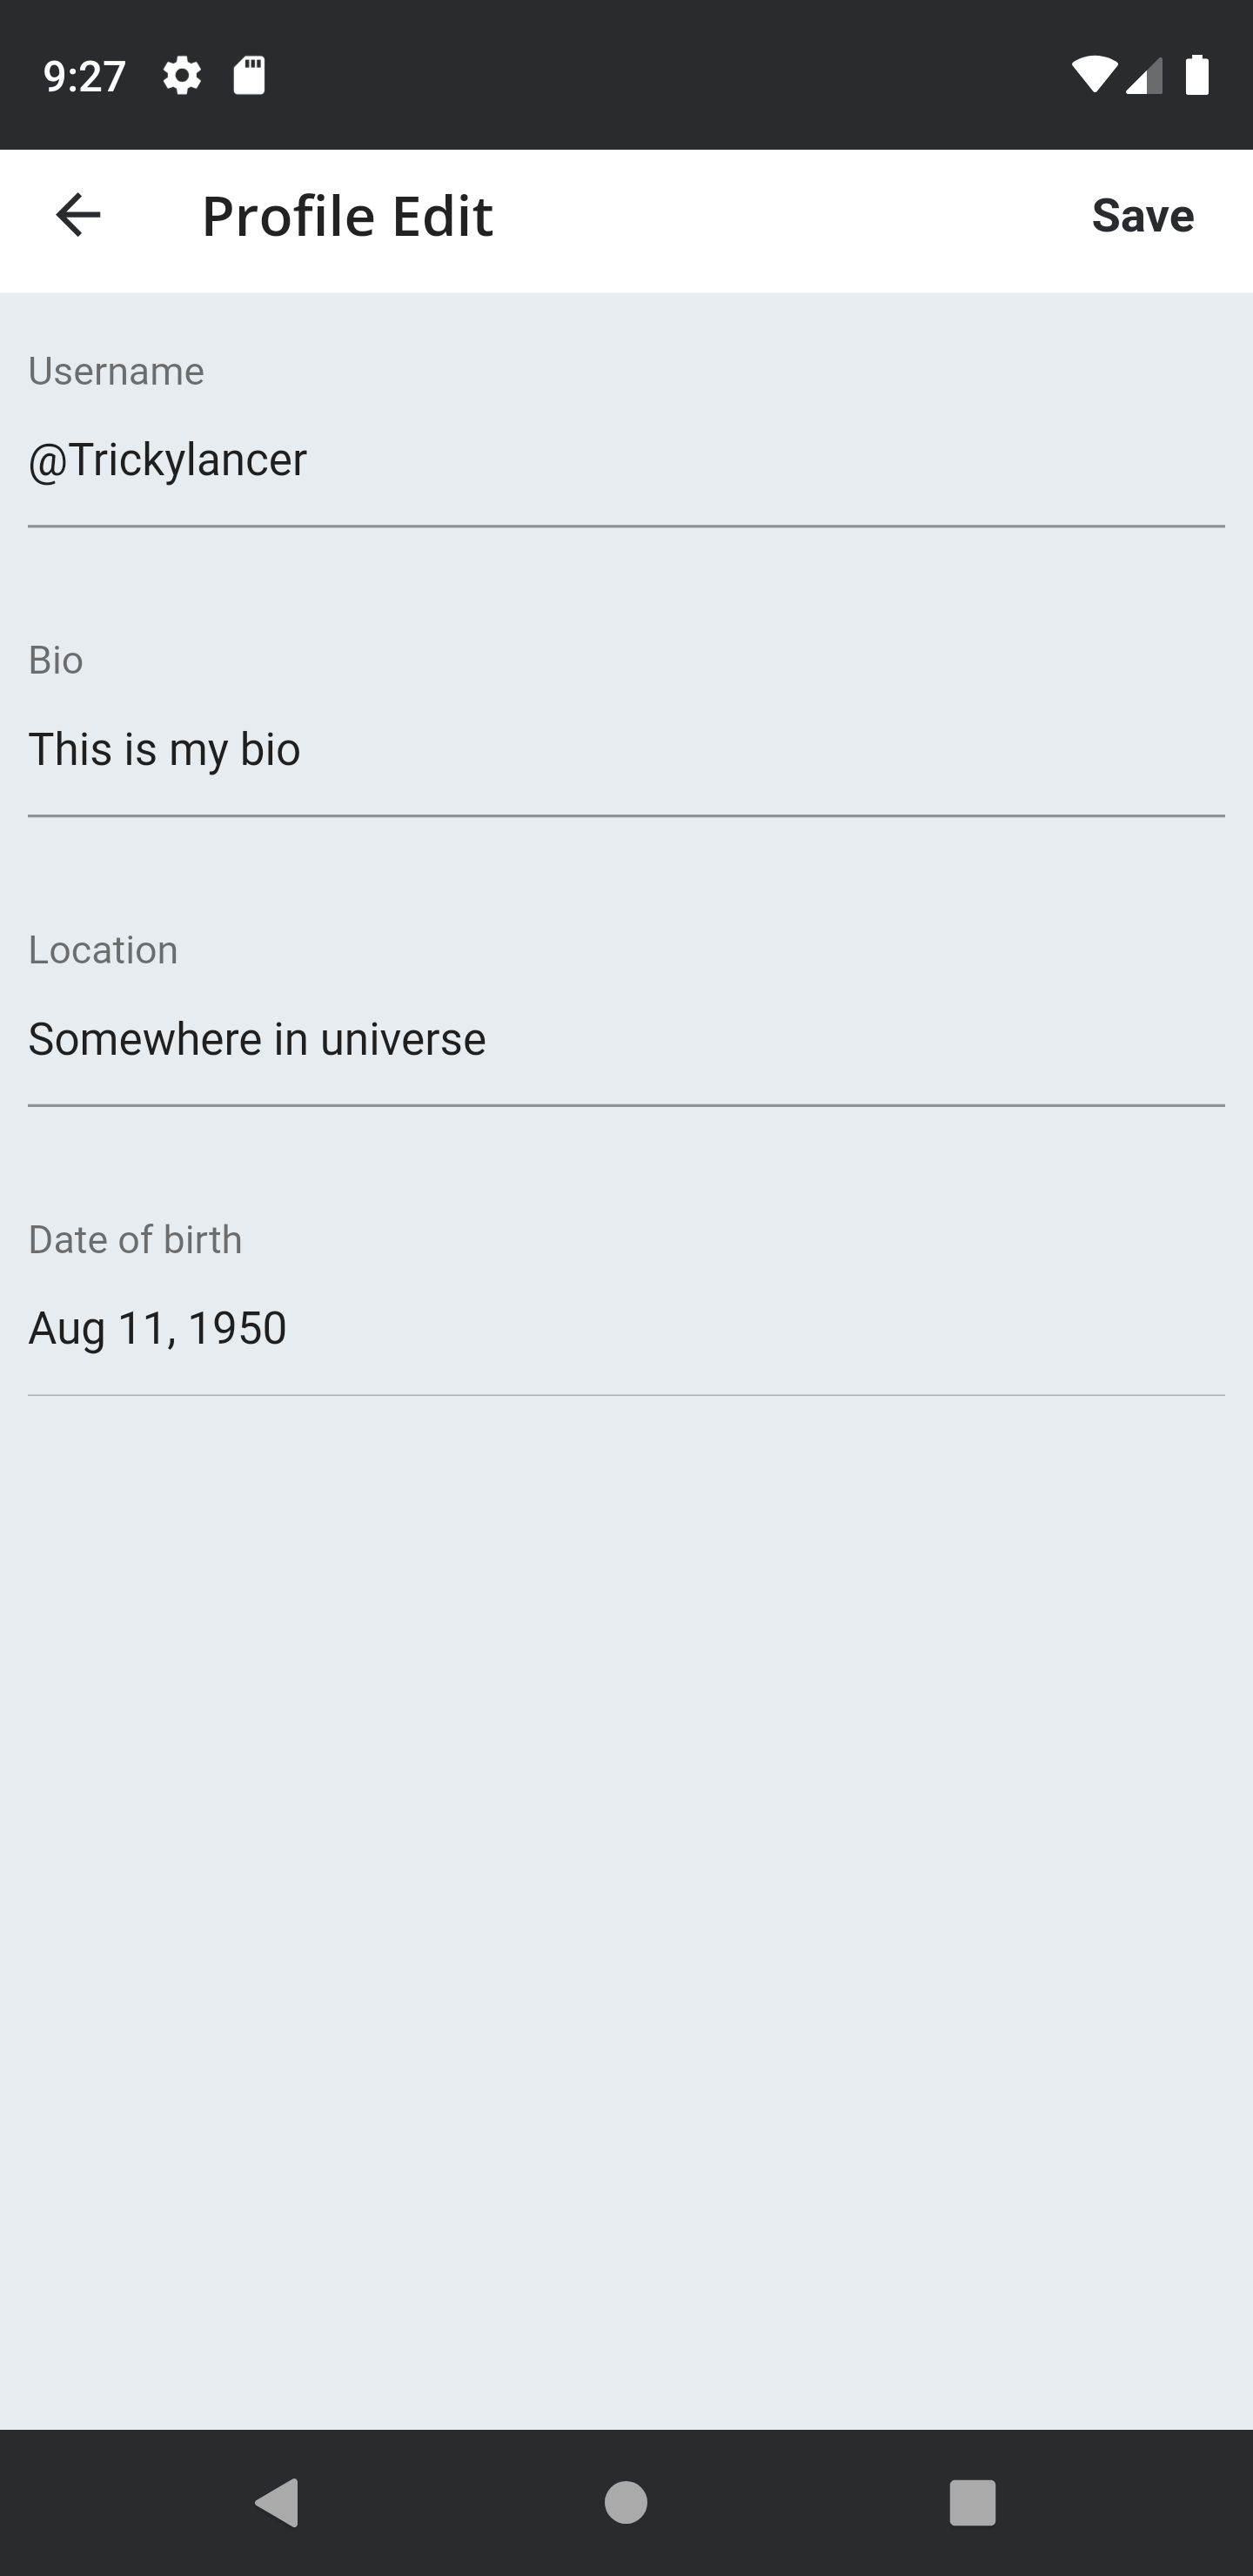 9:27
Profile Edit
Save
Username
@Trickylancer
Bio
This is my bio
Location
Somewhere in universe
Date of birth
Aug 11, 1950